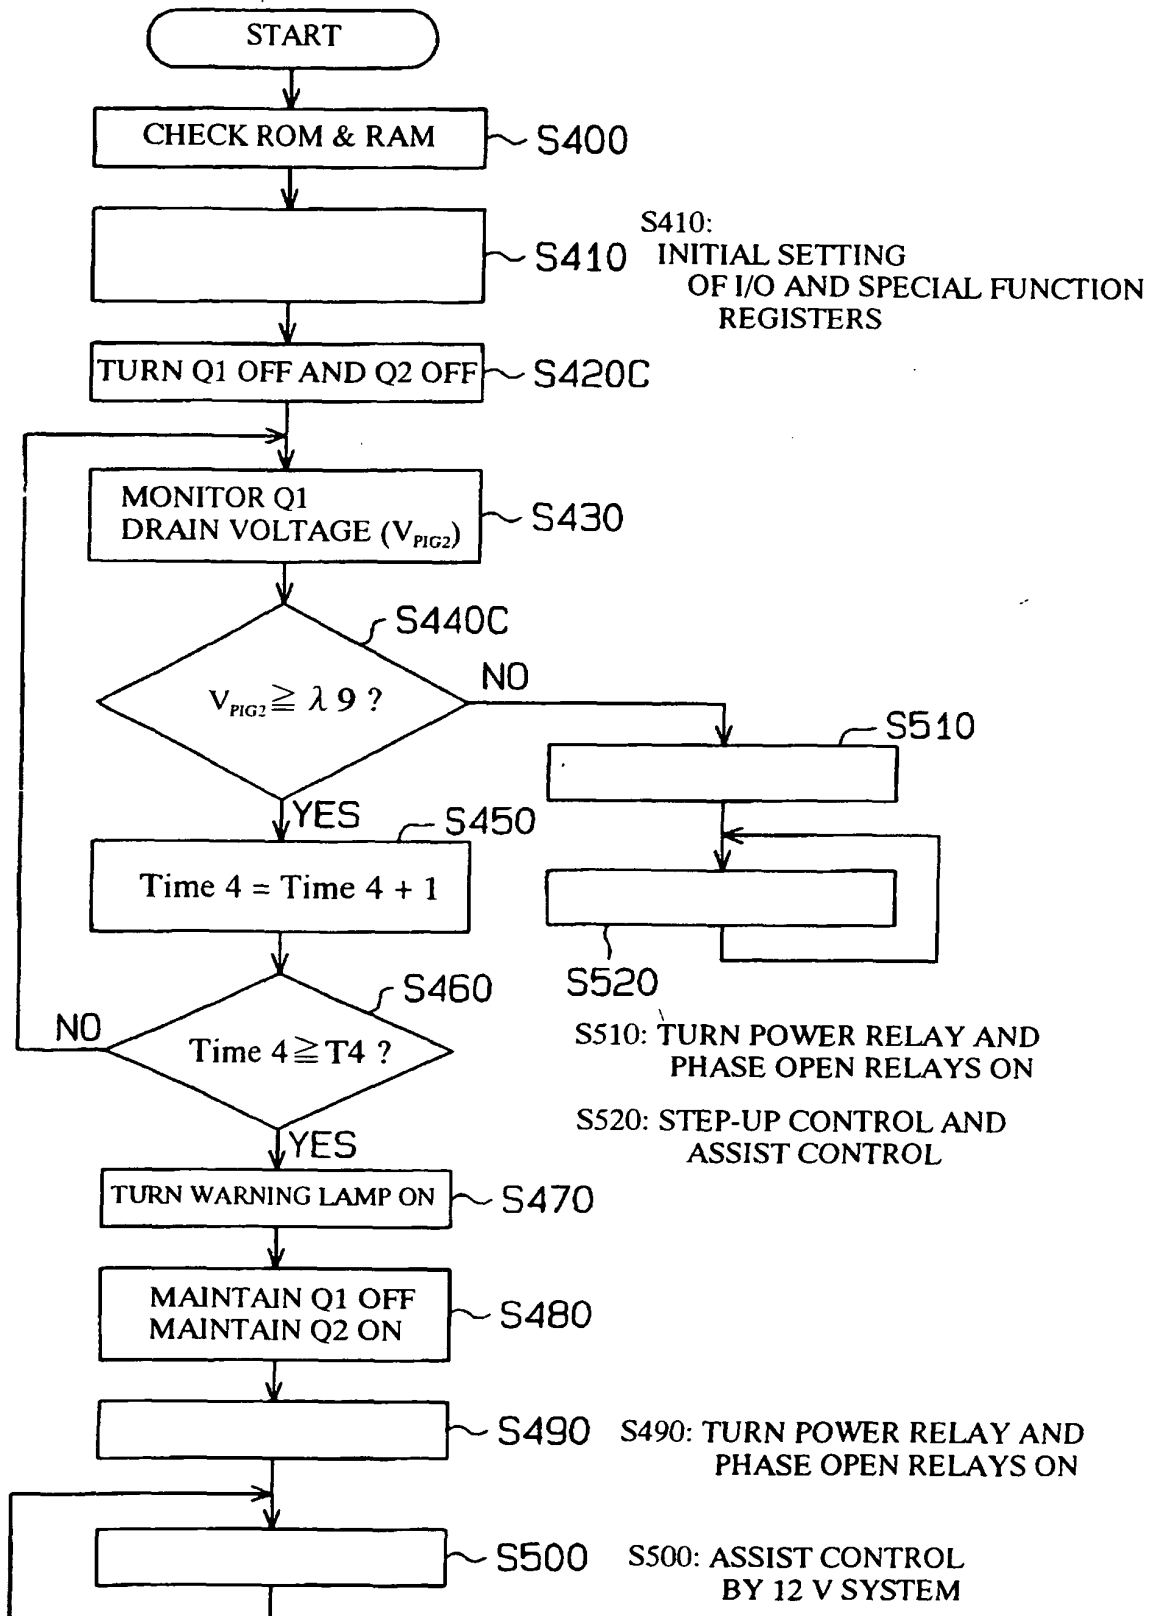 START
CHECK ROM & RAM
S400
S410
S410:
INITIAL SETTING
OF I/O AND SPECIAL FUNCTION
REGISTERS
TURN Q1 OFF AND Q2 OFF
S420C
MONITOR Q1
DRAIN VOLTAGE (VPIG2)
S430
S440C
VPIG2 ≧ λ 9 ?
NO
S510
YES
S450
Time 4 = Time 4 + 1
S520
S460
NO
Time 4 ≧ T4 ?
S510: TURN POWER RELAY AND
PHASE OPEN RELAYS ON
S520: STEP-UP CONTROL AND
ASSIST CONTROL
YES
TURN WARNING LAMP ON
S470
MAINTAIN Q1 OFF
MAINTAIN Q2 ON
S480
S490
S490: TURN POWER RELAY AND
PHASE OPEN RELAYS ON
S500
S500: ASSIST CONTROL
BY 12 V SYSTEM